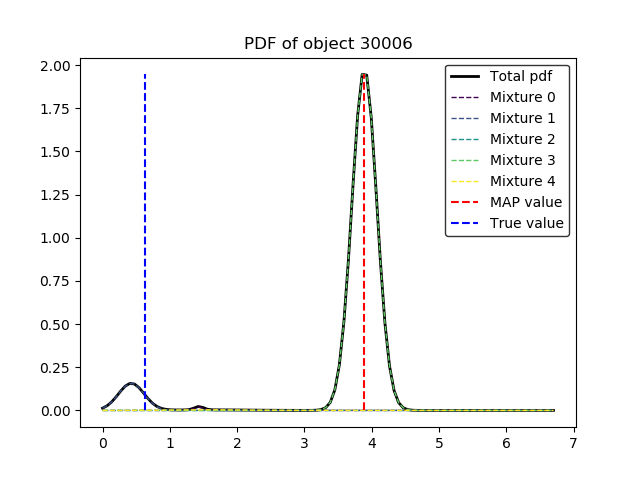 PDF of object 30006
2.00
1.75
1.50
1.25
1.00
0.75
0.50
0.25
0.00
0 1 2 3 4 5 6 7
Total pdf
Mixture 0
Mixture 1
Mixture 2
Mixture 3
Mixture 4
MAP value
True value